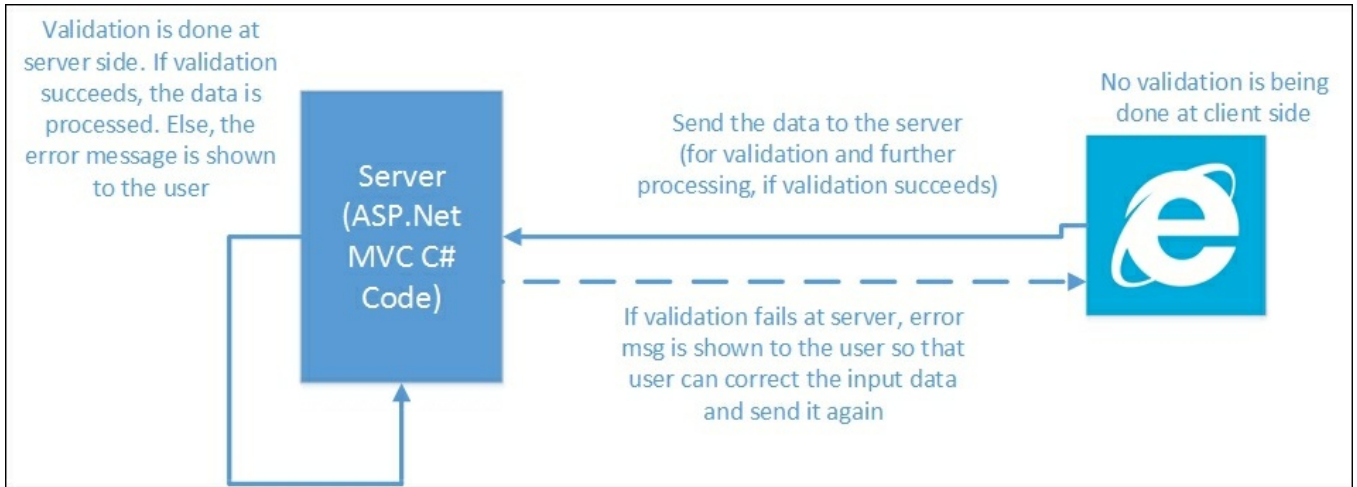 Validation is done at
server side. If validation
succeeds, the data is
processed. Else, the
error message is shown
to the user
Server
(ASP.Net
MVC C#
Code)
Send the data to the server
(for validation and further
processing, if validation succeeds)
If validation fails at server, error
msg is shown to the user so that
user can correct the input data
and send it again
No validation is being
done at client side